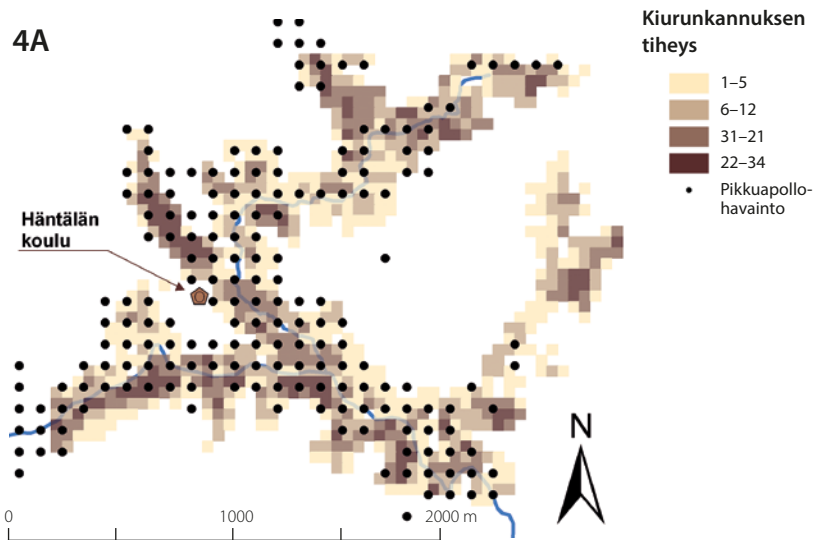 4A
Kiurunkannuksen
tiheys
1–5
6–12
31–21
22–34
Pikkuapollo-
havainto
Häntälän
koulu
N
0
1000
2000 m